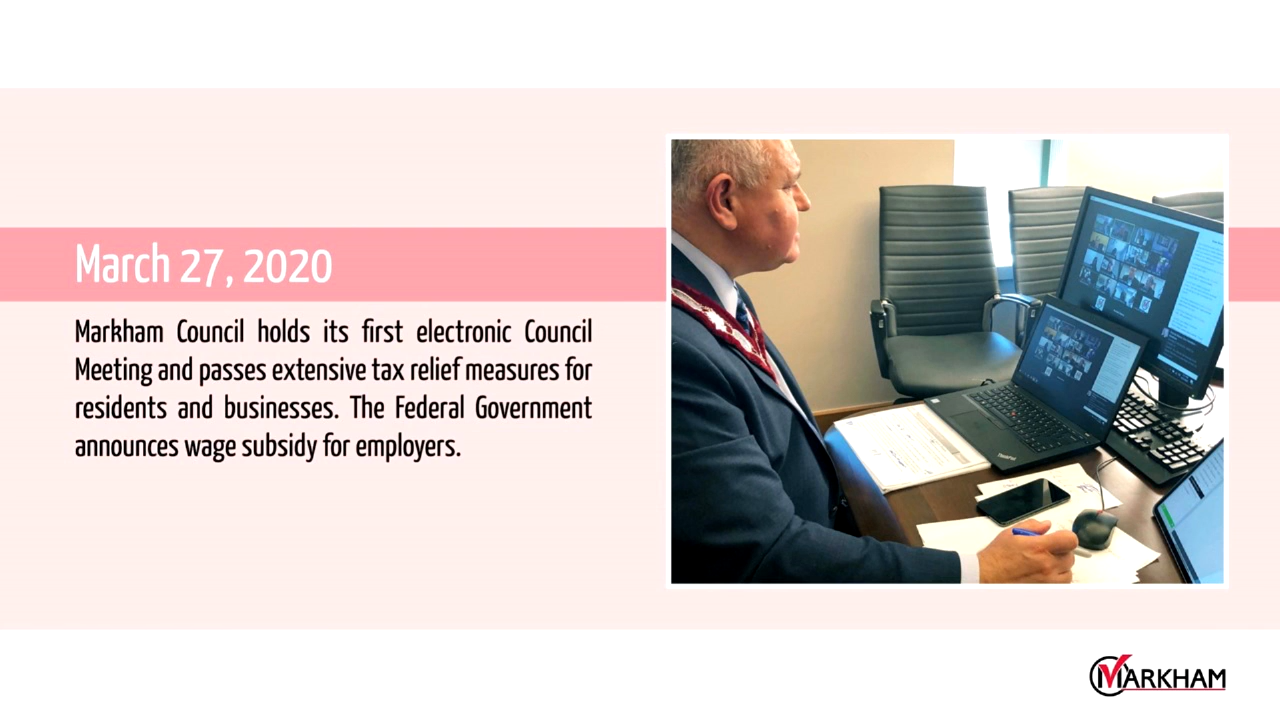 March 27, 2020
Markham Council holds its first electronic Council
Meeting and passes extensive tax relief measures for
residents and businesses. The Federal Government
announces wage subsidy for employers.
ThinkPad
MARKHAM